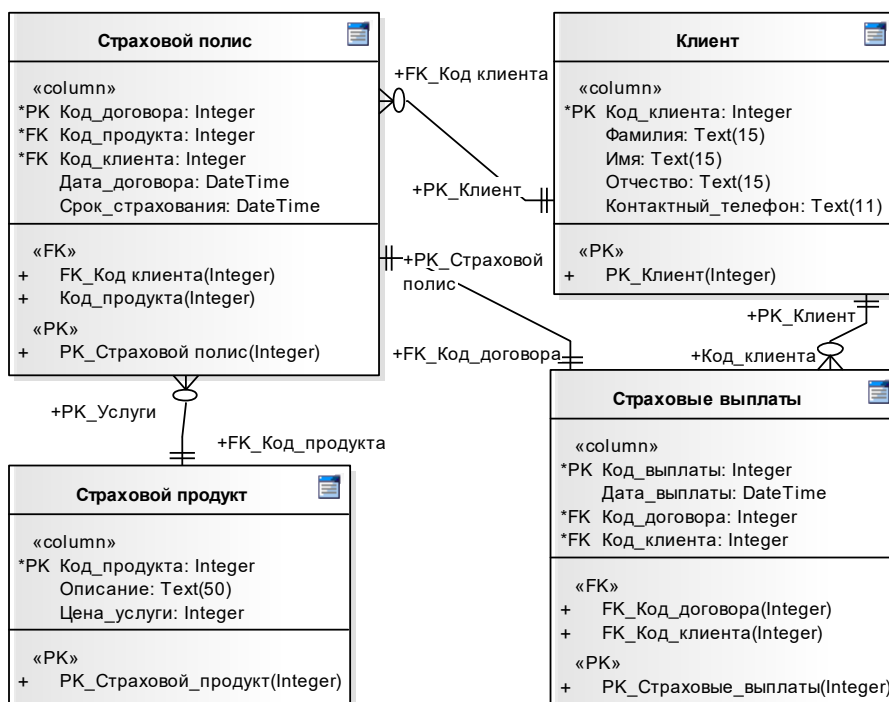 Страховой полис
«column»
*PK Код_договора: Integer
*FK Код_продукта: Integer
*FK Код_клиента: Integer
Дата_договора: DateTime
Срок_страхования: DateTime
«FK»
+ FK_Код клиента(Integer)
+ Код_продукта(Integer)
«PK»
+ PK_Страховой полис(Integer)
Клиент
«column»
*PK Код_клиента: Integer
Фамилия: Text(15)
Имя: Text(15)
Отчество: Text(15)
Контактный_телефон: Text(11)
«PK»
+ PK_Клиент(Integer)
+FK_Код клиента
+PK_Клиент
+PK_Страховой
полис
+FK_Код_договора
+PK_Клиент
+Код_клиента
+PK_Услуги
+FK_Код_продукта
Страховой продукт
«column»
*PK Код_продукта: Integer
Описание: Text(50)
Цена_услуги: Integer
«PK»
+ PK_Страховой_продукт(Integer)
Страховые выплаты
«column»
*PK Код_выплаты: Integer
Дата_выплаты: DateTime
*FK Код_договора: Integer
*FK Код_клиента: Integer
«FK»
+ FK_Код_договора(Integer)
+ FK_Код_клиента(Integer)
«PK»
+ PK_Страховые_выплаты(Integer)